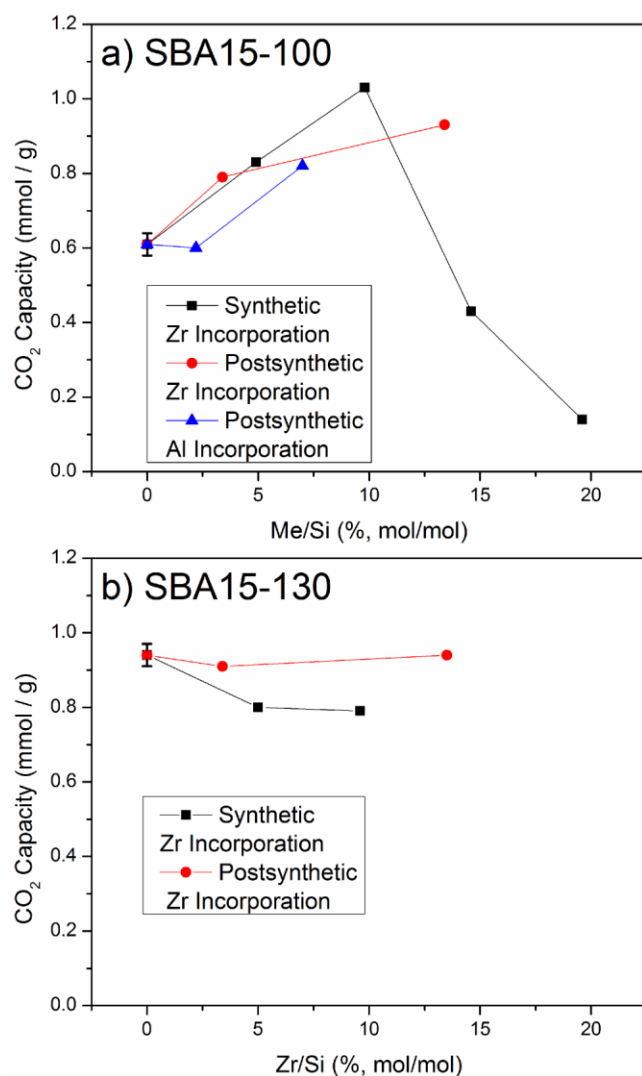 a) SBA15-100
CO₂ Capacity (mmol / g)
1.2
1.0
0.8
0.6
0.4
0.2
0.0
Synthetic
Zr Incorporation
Postsynthetic
Zr Incorporation
Postsynthetic
Al Incorporation
0 5 10 15 20
Me/Si (%, mol/mol)
b) SBA15-130
CO₂ Capacity (mmol / g)
1.2
1.0
0.8
0.6
0.4
0.2
0.0
Synthetic
Zr Incorporation
Postsynthetic
Zr Incorporation
0 5 10 15 20
Zr/Si (%, mol/mol)